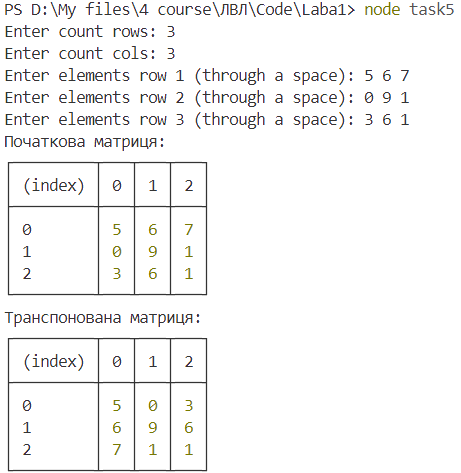 PS D:\My files\4 course\ЛВЛ\Code\Laba1> node task5
Enter count rows: 3
Enter count cols: 3
Enter elements row 1 (through a space): 5 6 7
Enter elements row 2 (through a space): 0 9 1
Enter elements row 3 (through a space): 3 6 1
Початкова матриця:
(index) 0 1 2
0 5 6 7
1 0 9 1
2 3 6 1
Транспонована матриця:
(index) 0 1 2
0 5 0 3
1 6 9 6
2 7 1 1